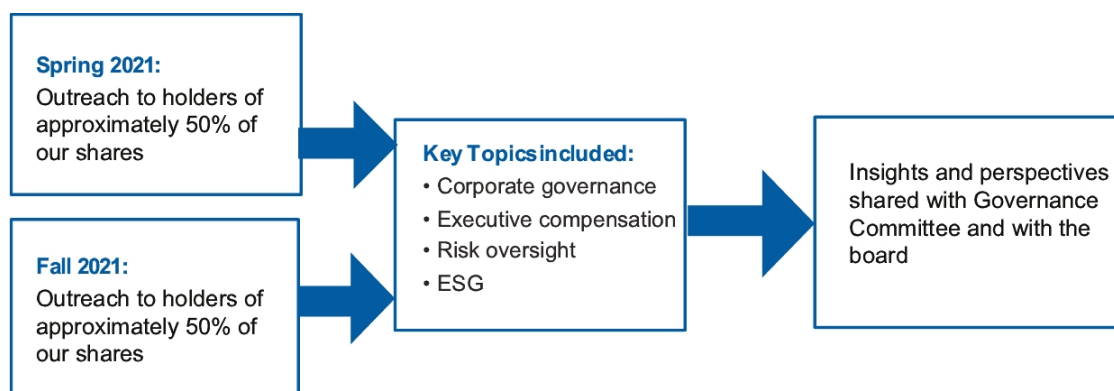 Spring 2021:
Outreach to holders of
approximately 50% of
our shares
Fall 2021:
Outreach to holders of
approximately 50% of
our shares
Key Topics included:
• Corporate governance
• Executive compensation
• Risk oversight
• ESG
Insights and perspectives
shared with Governance
Committee and with the
board